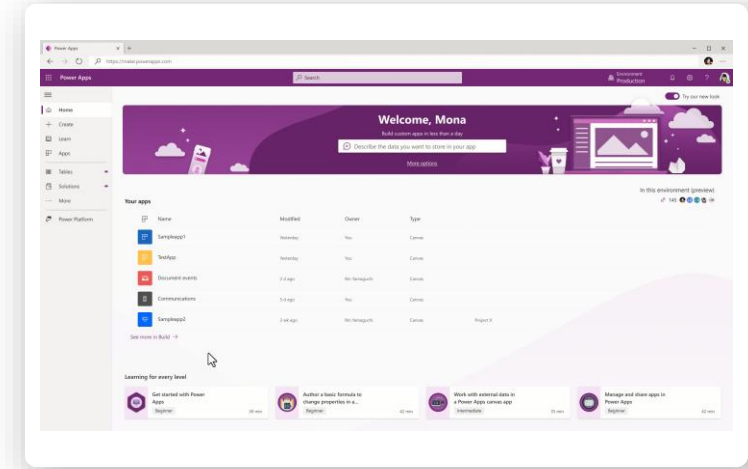 Power Apps
https://make.powerapps.com
Power Apps
Search
Environment
Production
Try our new look
Home
Create
Learn
Apps
Tables
Solutions
More
Power Platform
Welcome, Mona
Build custom apps in less than a day
Describe the data you want to store in your app
More options
In this environment (preview)
145
Your apps
Name Modified Owner Type
Sampleapp1 Yesterday You Canvas
TestApp Yesterday You Canvas
Document events Canvas
Communications You Canvas
Sampleapp2 Canvas
See more in Build →
Learning for every level
Get started with Power
Apps
Beginner
Author a basic formula to
change properties in a...
Beginner
Work with external data in
a Power Apps canvas app
Intermediate
Manage and share apps in
Power Apps
Beginner